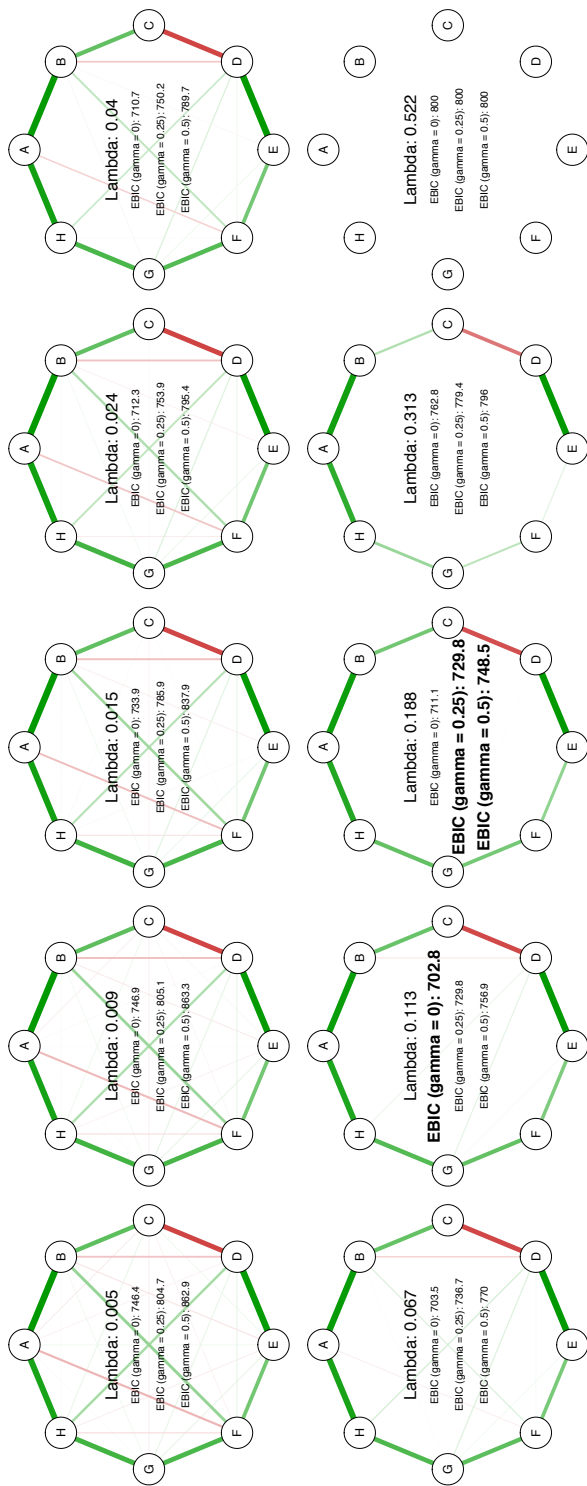 A
H
B
Lambda: 0.005
EBIC (gamma = 0): 746.4
EBIC (gamma = 0.25): 804.7
EBIC (gamma = 0.5): 862.9
G
C
F
D
E
A
H
B
Lambda: 0.009
EBIC (gamma = 0): 746.9
EBIC (gamma = 0.25): 805.1
EBIC (gamma = 0.5): 863.3
G
C
F
D
E
A
H
B
Lambda: 0.015
EBIC (gamma = 0): 733.9
EBIC (gamma = 0.25): 785.9
EBIC (gamma = 0.5): 837.9
G
C
F
D
E
A
H
B
Lambda: 0.024
EBIC (gamma = 0): 712.3
EBIC (gamma = 0.25): 753.9
EBIC (gamma = 0.5): 795.4
G
C
F
D
E
A
H
B
Lambda: 0.04
EBIC (gamma = 0): 710.7
EBIC (gamma = 0.25): 750.2
EBIC (gamma = 0.5): 789.7
G
C
F
D
E
A
H
B
Lambda: 0.067
EBIC (gamma = 0): 703.5
EBIC (gamma = 0.25): 736.7
EBIC (gamma = 0.5): 770
G
C
F
D
E
A
H
B
Lambda: 0.113
EBIC (gamma = 0): 702.8
EBIC (gamma = 0.25): 729.8
EBIC (gamma = 0.5): 756.9
G
C
F
D
E
A
H
B
Lambda: 0.188
EBIC (gamma = 0): 711.1
EBIC (gamma = 0.25): 729.8
EBIC (gamma = 0.5): 748.5
G
C
F
D
E
A
H
B
Lambda: 0.313
EBIC (gamma = 0): 762.8
EBIC (gamma = 0.25): 779.4
EBIC (gamma = 0.5): 796
G
C
F
D
E
A
H
B
Lambda: 0.522
EBIC (gamma = 0): 800
EBIC (gamma = 0.25): 800
EBIC (gamma = 0.5): 800
G
C
F
D
E